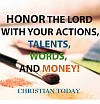 HONOR THE LORD
WITH YOUR ACTIONS,
TALENTS,
WORDS,
AND MONEY!
CHRISTIAN TODAY